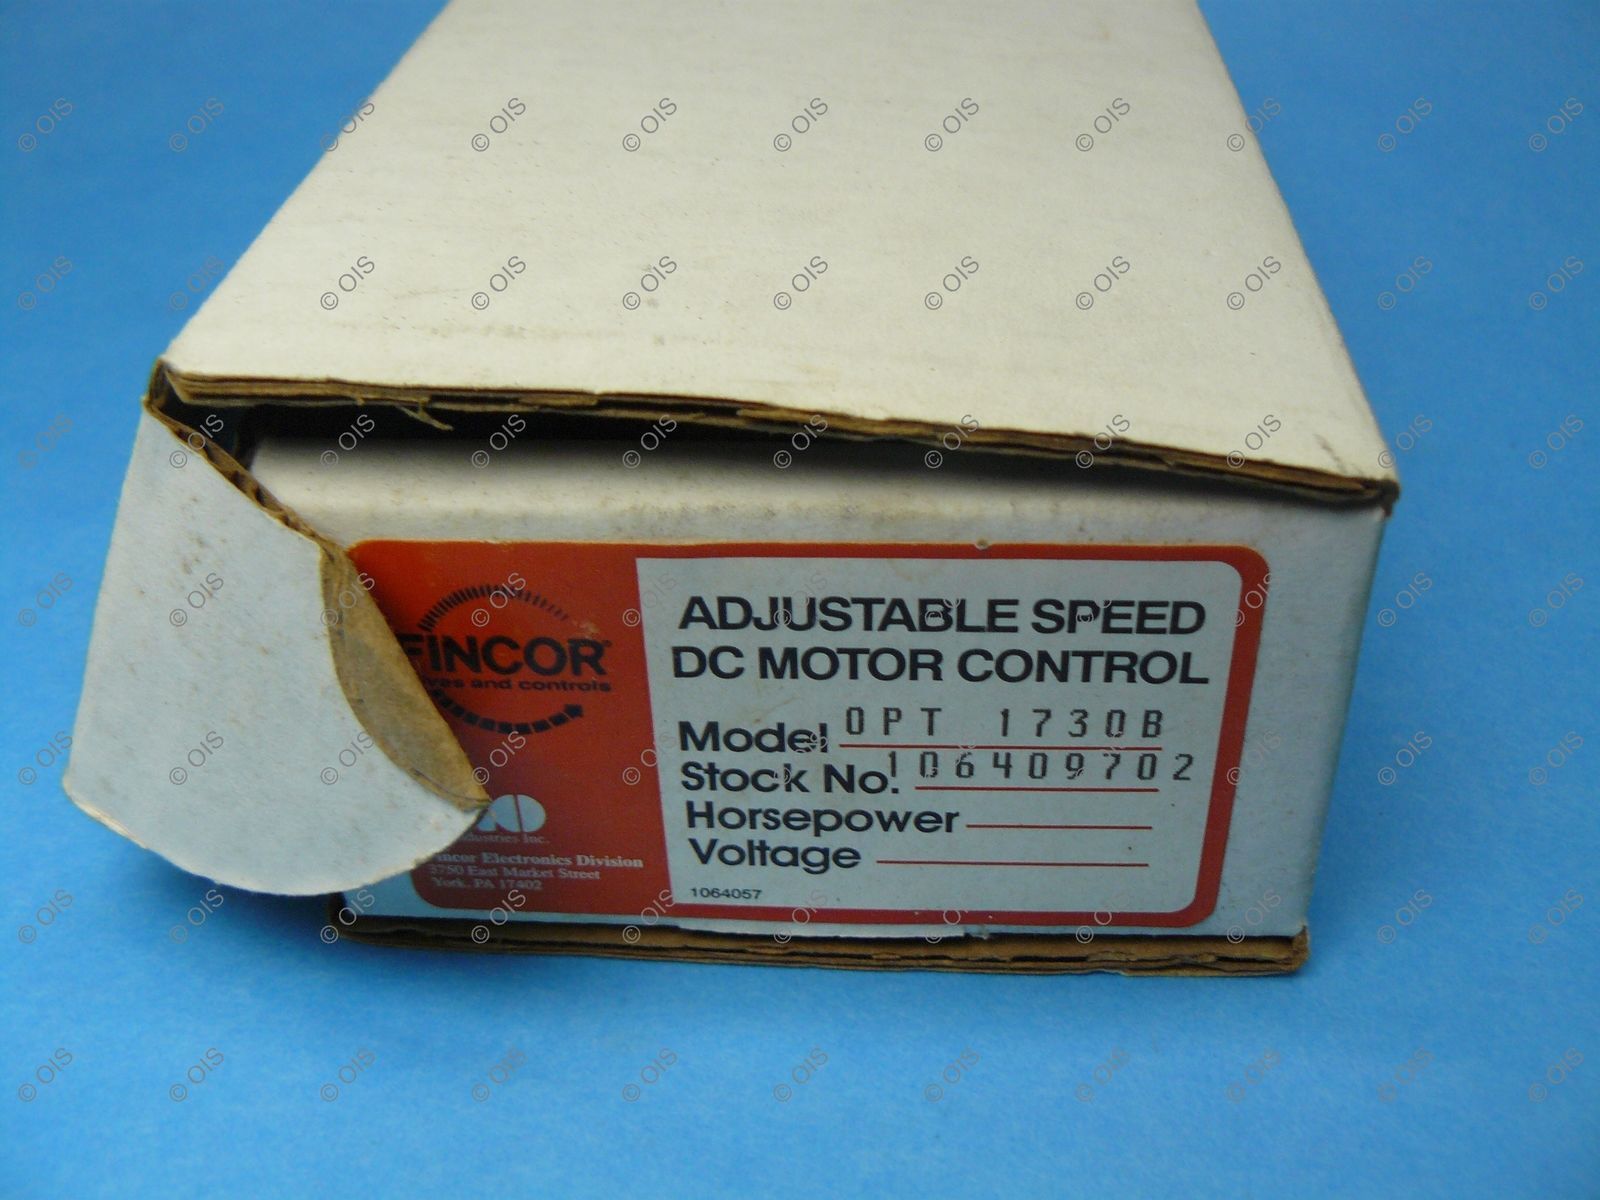 FINCOR
and controls
Industries Inc.
Fincor Electronics Division
3750 East Market Street
York, PA 17402
ADJUSTABLE SPEED
DC MOTOR CONTROL
Model OPT 1730B
Stock No. 106409702
Horsepower
Voltage
1064057
© OIS